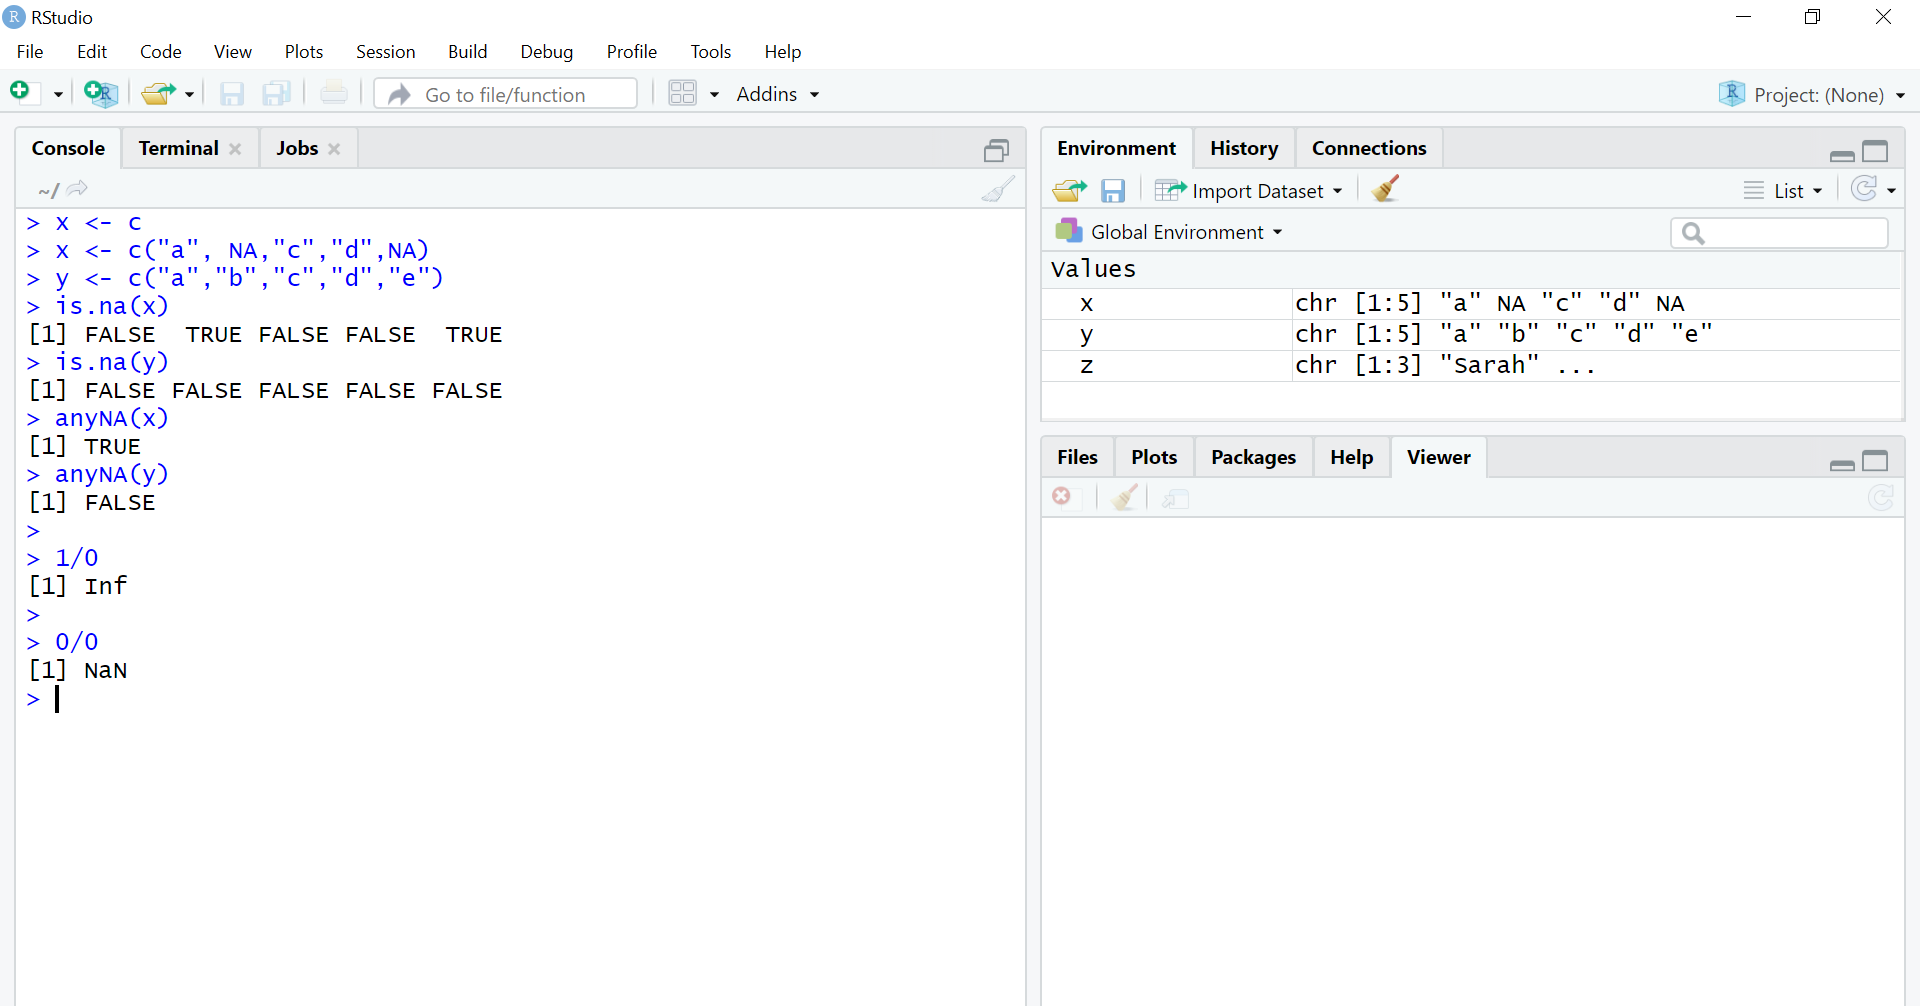 RStudio
File Edit Code View Plots Session Build Debug Profile Tools Help
Go to file/function Addins Project: (None)
Console Terminal Jobs
~/
> x <- c
> x <- c("a", NA,"c","d",NA)
> y <- c("a","b","c","d","e")
> is.na(x)
[1] FALSE  TRUE FALSE FALSE  TRUE
> is.na(y)
[1] FALSE FALSE FALSE FALSE FALSE
> anyNA(x)
[1] TRUE
> anyNA(y)
[1] FALSE
>
> 1/0
[1] Inf
>
> 0/0
[1] NaN
>
Environment History Connections
Import Dataset List
Global Environment
Values
x chr [1:5] "a" NA "c" "d" NA
y chr [1:5] "a" "b" "c" "d" "e"
z chr [1:3] "Sarah" ...
Files Plots Packages Help Viewer